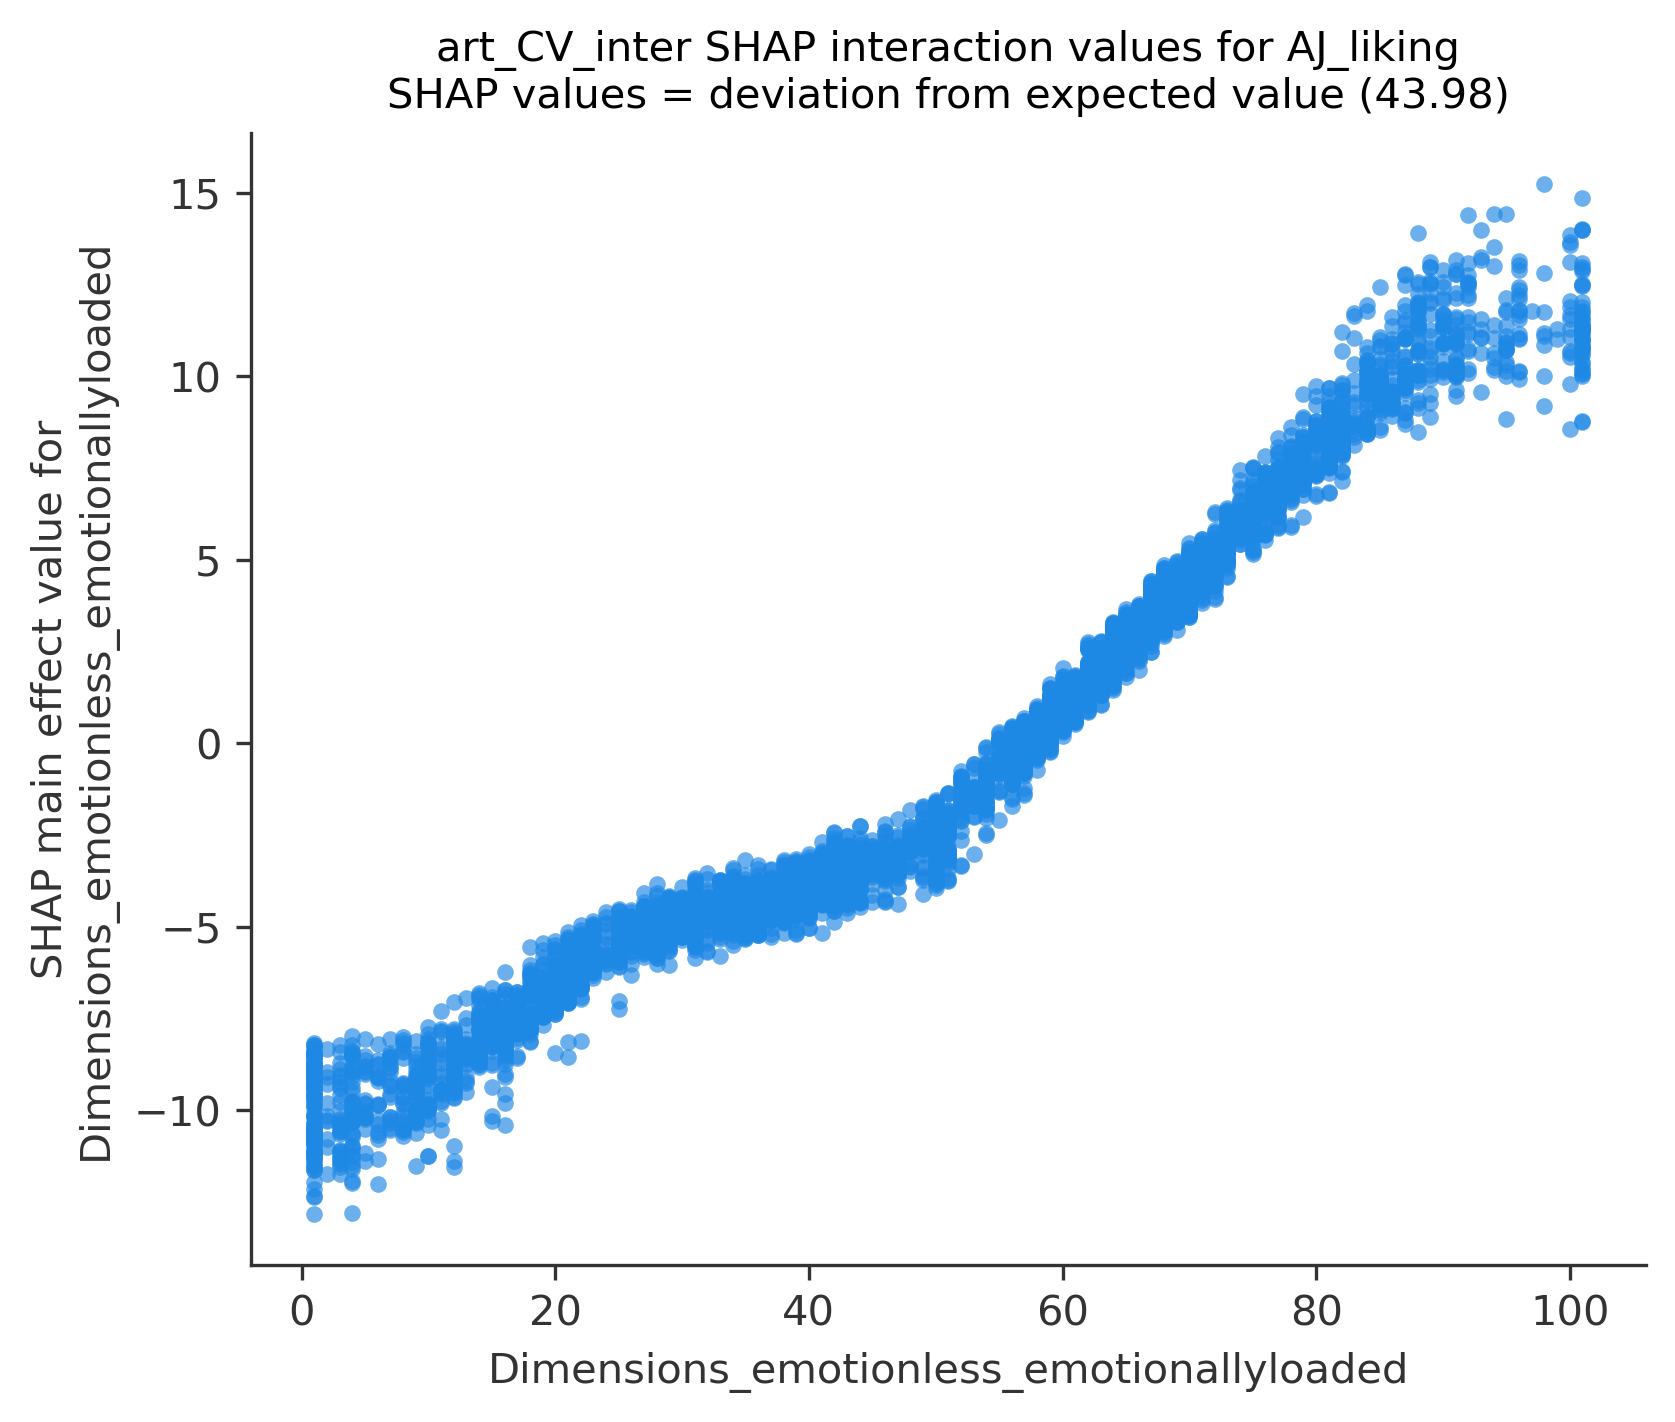 art_CV_inter SHAP interaction values for AJ_liking
SHAP values = deviation from expected value (43.98)
SHAP main effect value for
Dimensions_emotionless_emotionallyloaded
15
10
5
0
−5
−10
0
20
40
60
80
100
Dimensions_emotionless_emotionallyloaded